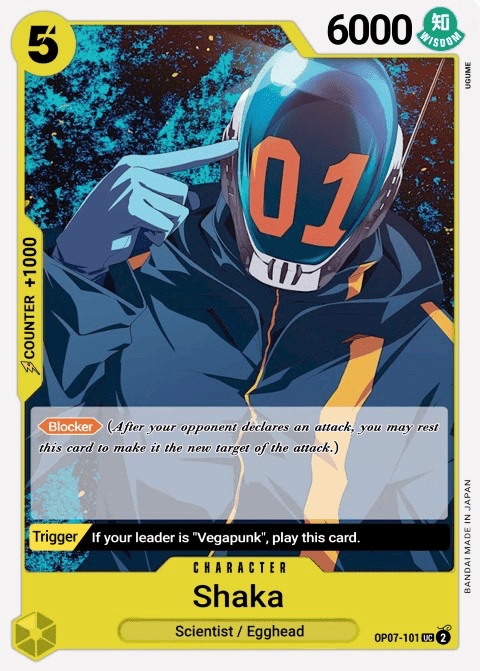 5
6000
知
WISDOM
UGUME
COUNTER +1000
01
Blocker (After your opponent declares an attack, you may rest
this card to make it the new target of the attack.)
Trigger If your leader is "Vegapunk", play this card.
BANDAI MADE IN JAPAN
CHARACTER
Shaka
Scientist / Egghead
OP07-101 UC 2